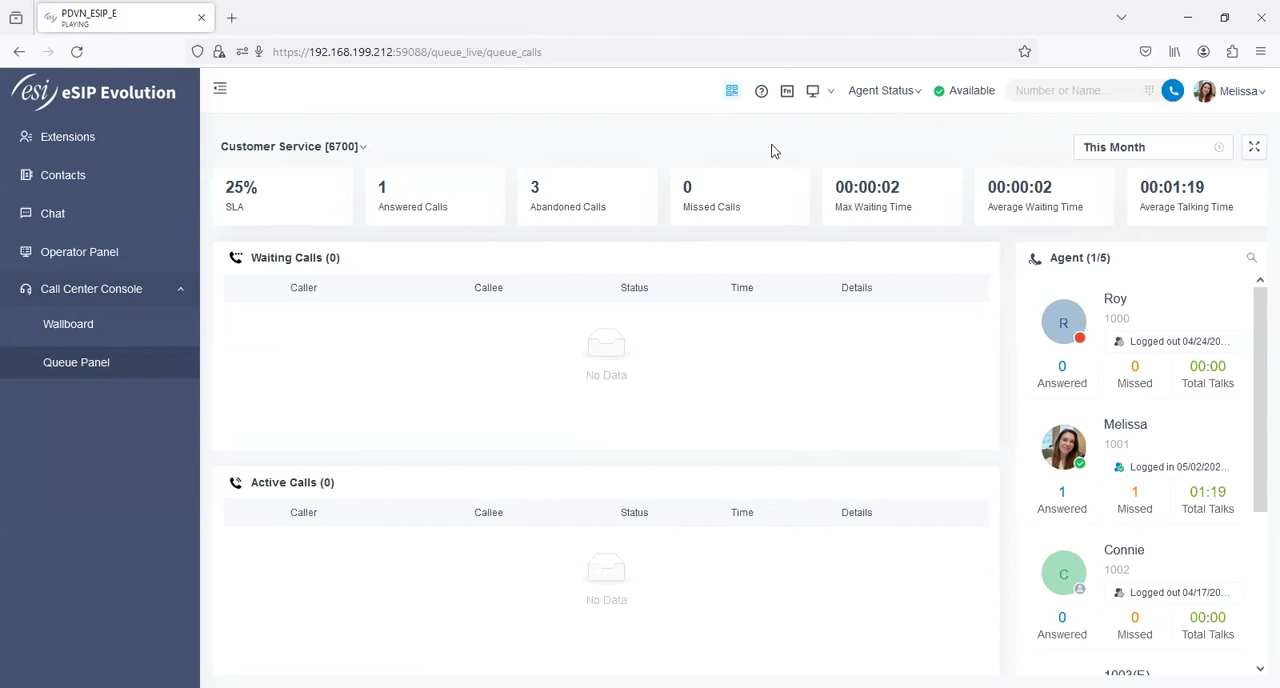 PDVN_ESIP_E
PLAYING
https://192.168.199.212:59088/queue_live/queue_calls
esi eSIP Evolution
Extensions
Contacts
Chat
Operator Panel
Call Center Console
Wallboard
Queue Panel
Fn
Agent Status
Available
Number or Name...
Melissa
Customer Service [6700]
This Month
25%
SLA
1
Answered Calls
3
Abandoned Calls
0
Missed Calls
00:00:02
Max Waiting Time
00:00:02
Average Waiting Time
00:01:19
Average Talking Time
Waiting Calls (0)
Caller Callee Status Time Details
No Data
Active Calls (0)
Caller Callee Status Time Details
No Data
Agent (1/5)
R
Roy
1000
Logged out 04/24/20...
0 0 00:00
Answered Missed Total Talks
Melissa
1001
Logged in 05/02/202...
1 1 01:19
Answered Missed Total Talks
C
Connie
1002
Logged out 04/17/20...
0 0 00:00
Answered Missed Total Talks
1003(E)